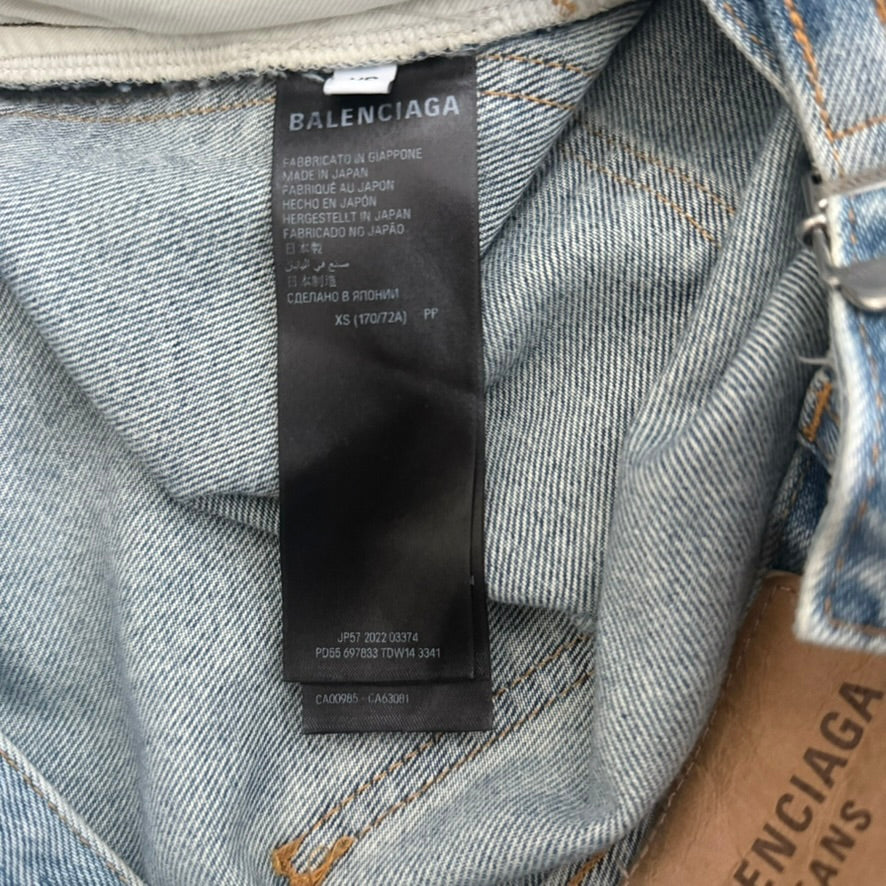 BALENCIAGA
FABBRICATO IN GIAPPONE
MADE IN JAPAN
FABRIQUÉ AU JAPON
HECHO EN JAPÓN
HERGESTELLT IN JAPAN
FABRICADO NO JAPÃO
日本製
صنع في اليابان
日本制造
СДЕЛАНО В ЯПОНИИ
XS (170/72A) PP
JP57 2022 03374
PD55 697833 TDW14 3341
CA00985 - CA63081
ENCIAGA
EANS